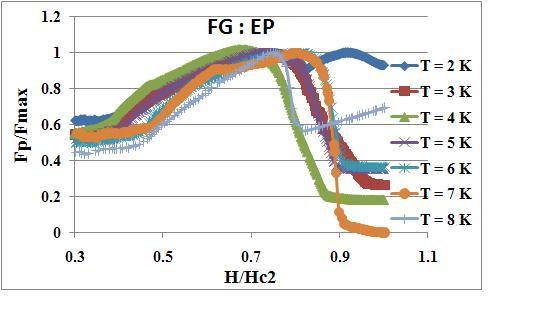 FG : EP
1.2
1
0.8
0.6
0.4
0.2
0
Fp/Fmax
0.3
0.5
0.7
0.9
1.1
H/Hc2
T = 2 K
T = 3 K
T = 4 K
T = 5 K
T = 6 K
T = 7 K
T = 8 K